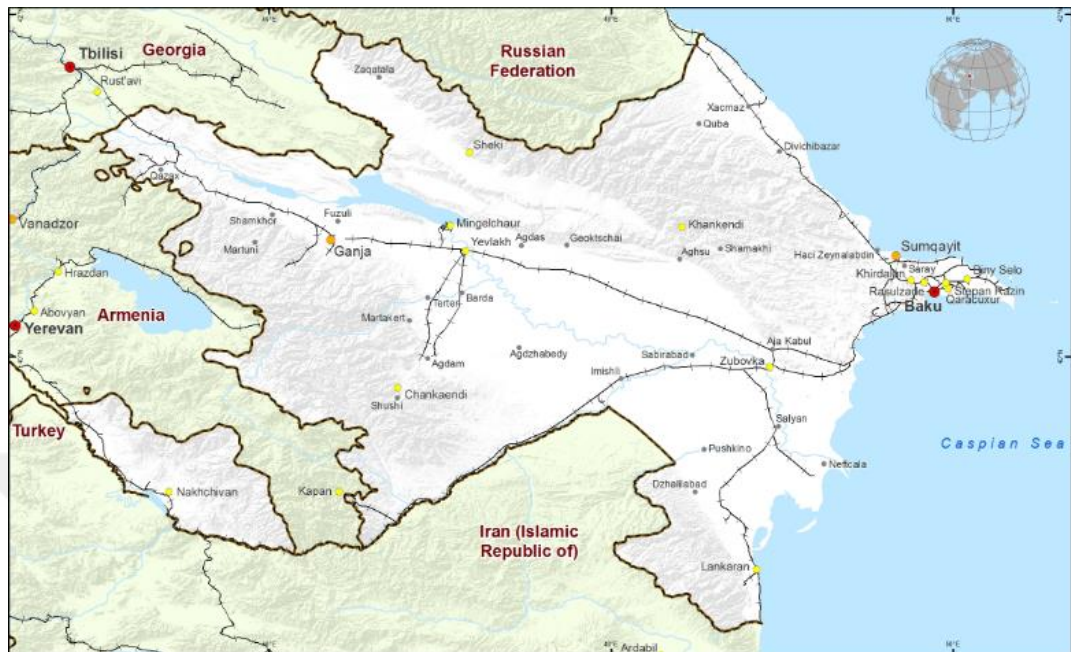 Tbilisi
Georgia
Rust'avi
Russian
Federation
Zaqatala
Xacmaz
Quba
Divichibazar
Sheki
Qazax
Vanadzor
Shamkhor
Fuzuli
Martuni
Ganja
Mingelchaur
Yevlakh
Agdas
Geoktschai
Khankendi
Aghsu
Shamakhi
Haci Zeynalabdin
Sumqayit
Saray
Khirdalan
Biny Selo
Rasulzade
Stepan Razin
Qaracuxur
Baku
Hrazdan
Abovyan
Yerevan
Armenia
Terter
Barda
Martakert
Agdam
Agdzhabedy
Aja Kabul
Sabirabad
Zubovka
Imishli
Chankaendi
Shushi
Turkey
Salyan
Caspian Sea
Pushkino
Neftcala
Nakhchivan
Kapan
Dzhalilabad
Iran (Islamic
Republic of)
Lankaran
Ardabil